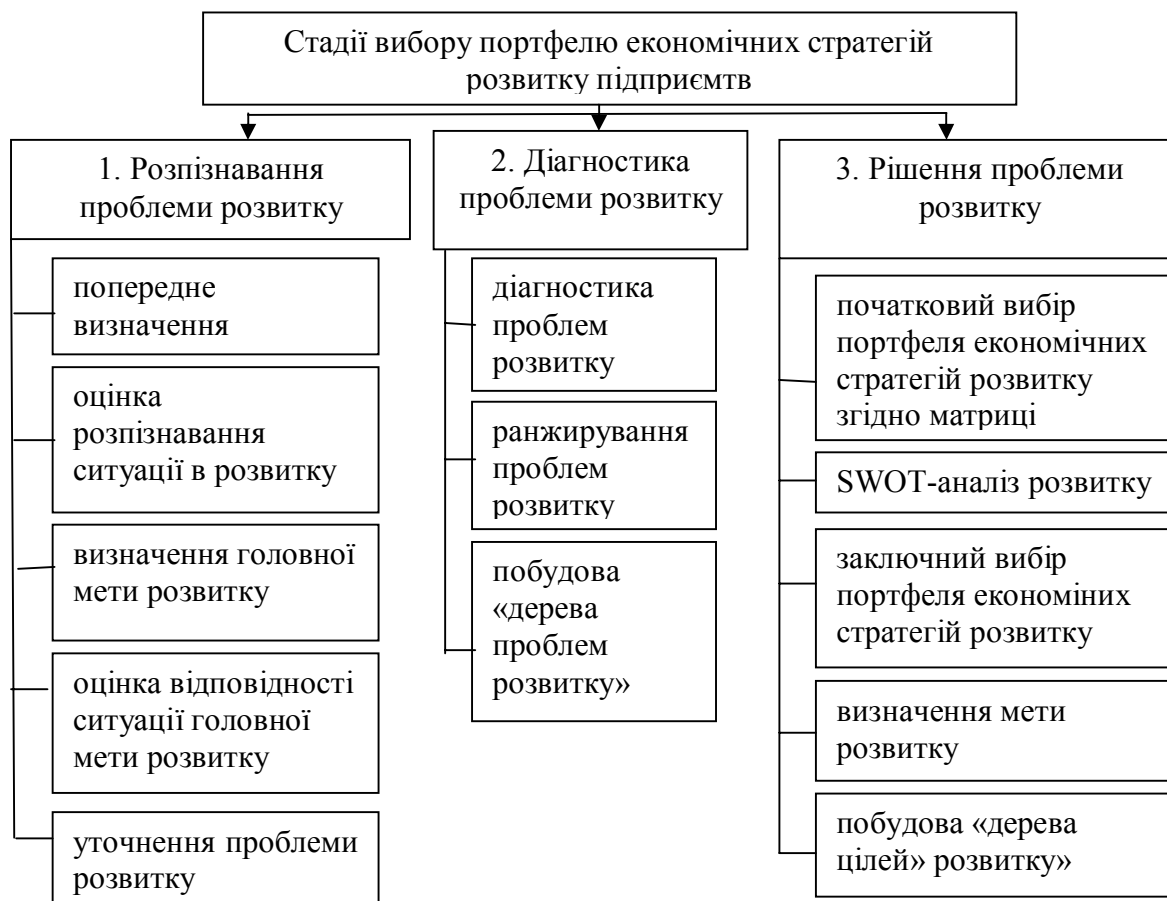 Стадії вибору портфелю економічних стратегій
розвитку підприємтв
1. Розпізнавання
проблеми розвитку
попереднє
визначення
оцінка
розпізнавання
ситуації в розвитку
визначення головної
мети розвитку
оцінка відповідності
ситуації головної
мети розвитку
уточнення проблеми
розвитку
2. Діагностика
проблеми розвитку
діагностика
проблем
розвитку
ранжирування
проблем
розвитку
побудова
«дерева
проблем
розвитку»
3. Рішення проблеми
розвитку
початковий вибір
портфеля економічних
стратегій розвитку
згідно матриці
SWOT-аналіз розвитку
заключний вибір
портфеля економіних
стратегій розвитку
визначення мети
розвитку
побудова «дерева
цілей» розвитку»